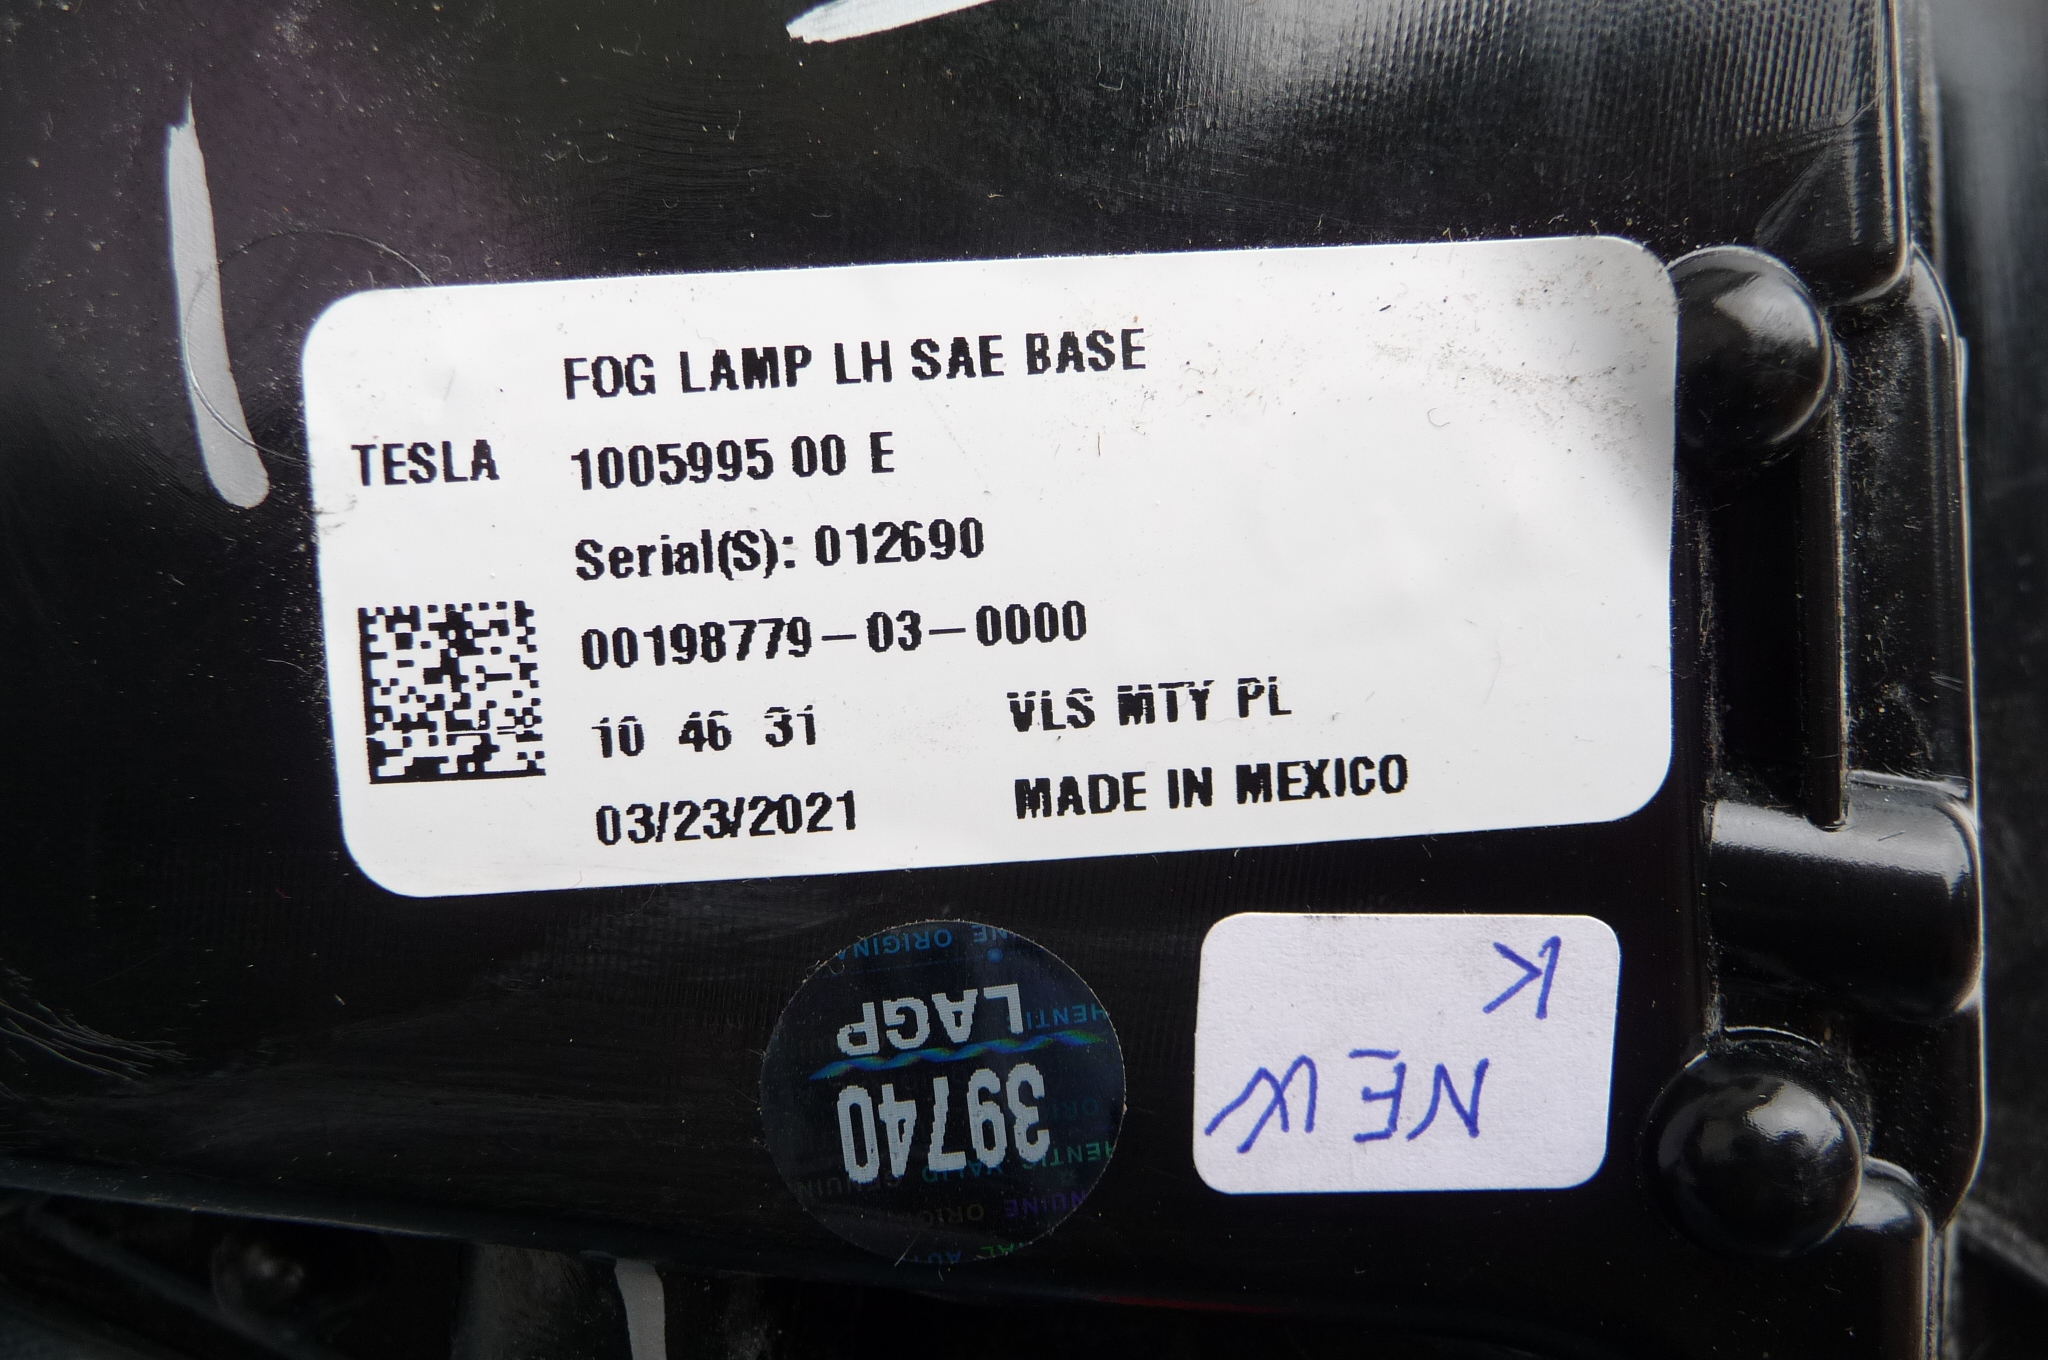 FOG LAMP LH SAE BASE
TESLA 1005995 00 E
Serial(S): 012690
00198779-03-0000
10 46 31 VLS MTY PL
03/23/2021 MADE IN MEXICO
39740
LAGP
NEW
K